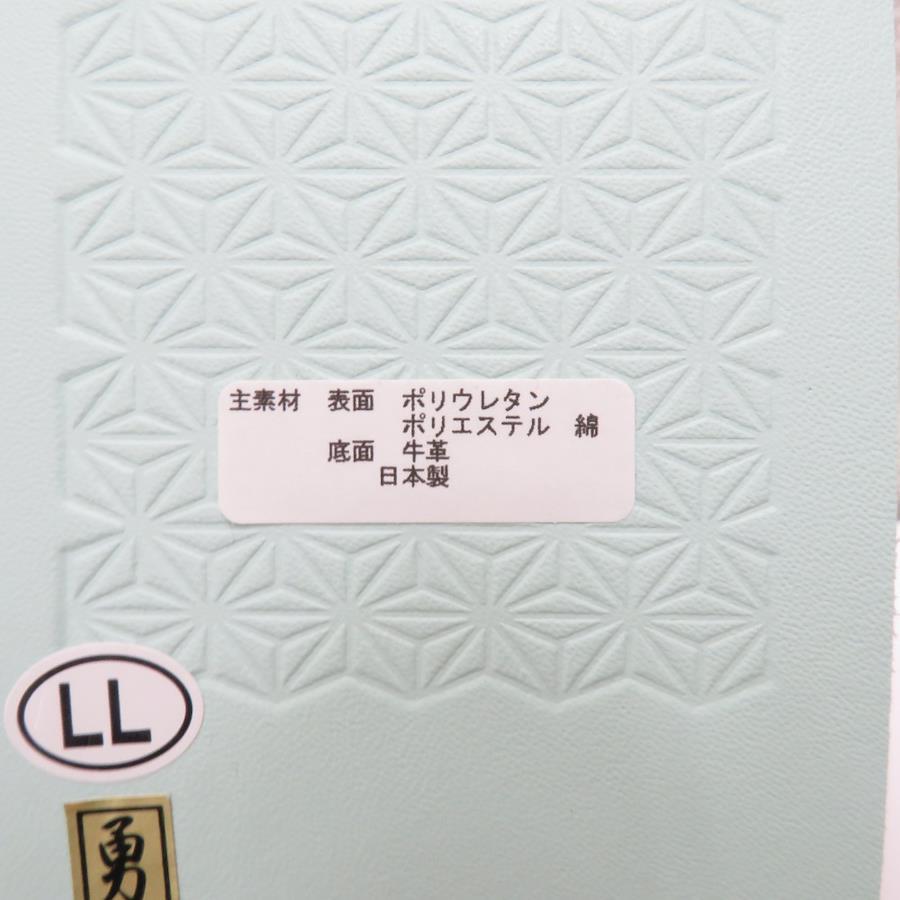 主素材　表面　ポリウレタン
ポリエステル　綿
底面　牛革
日本製
LL
勇